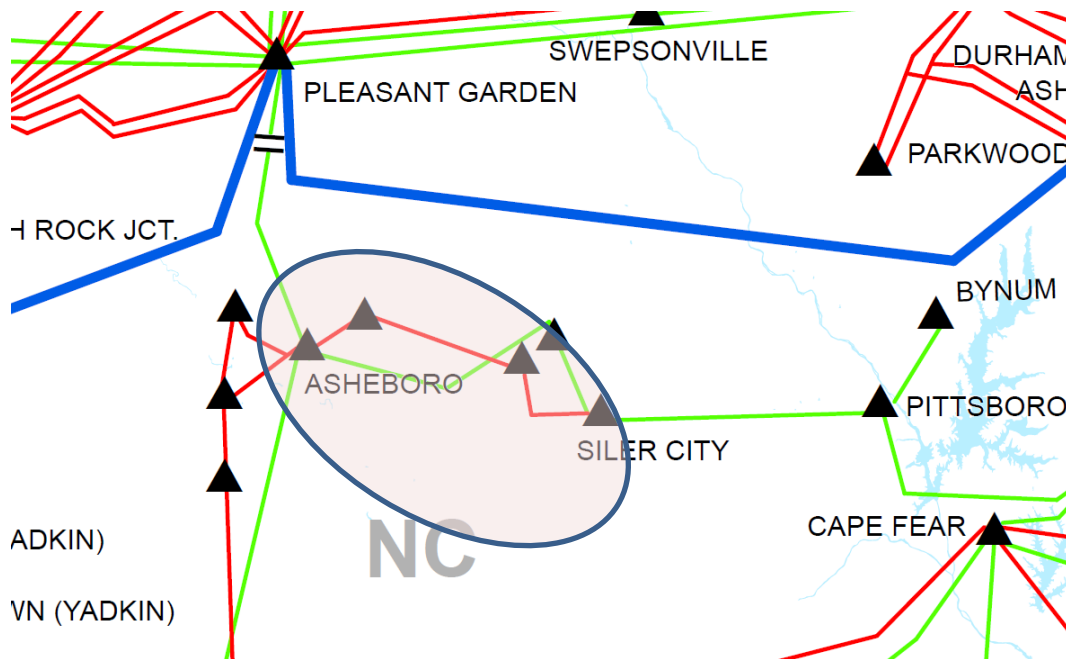 SWEPSONVILLE
DURHAM
PLEASANT GARDEN
ASH
PARKWOOD
H ROCK JCT.
BYNUM
ASHEBORO
PITTSBORO
SILER CITY
CAPE FEAR
NC
ADKIN)
WN (YADKIN)